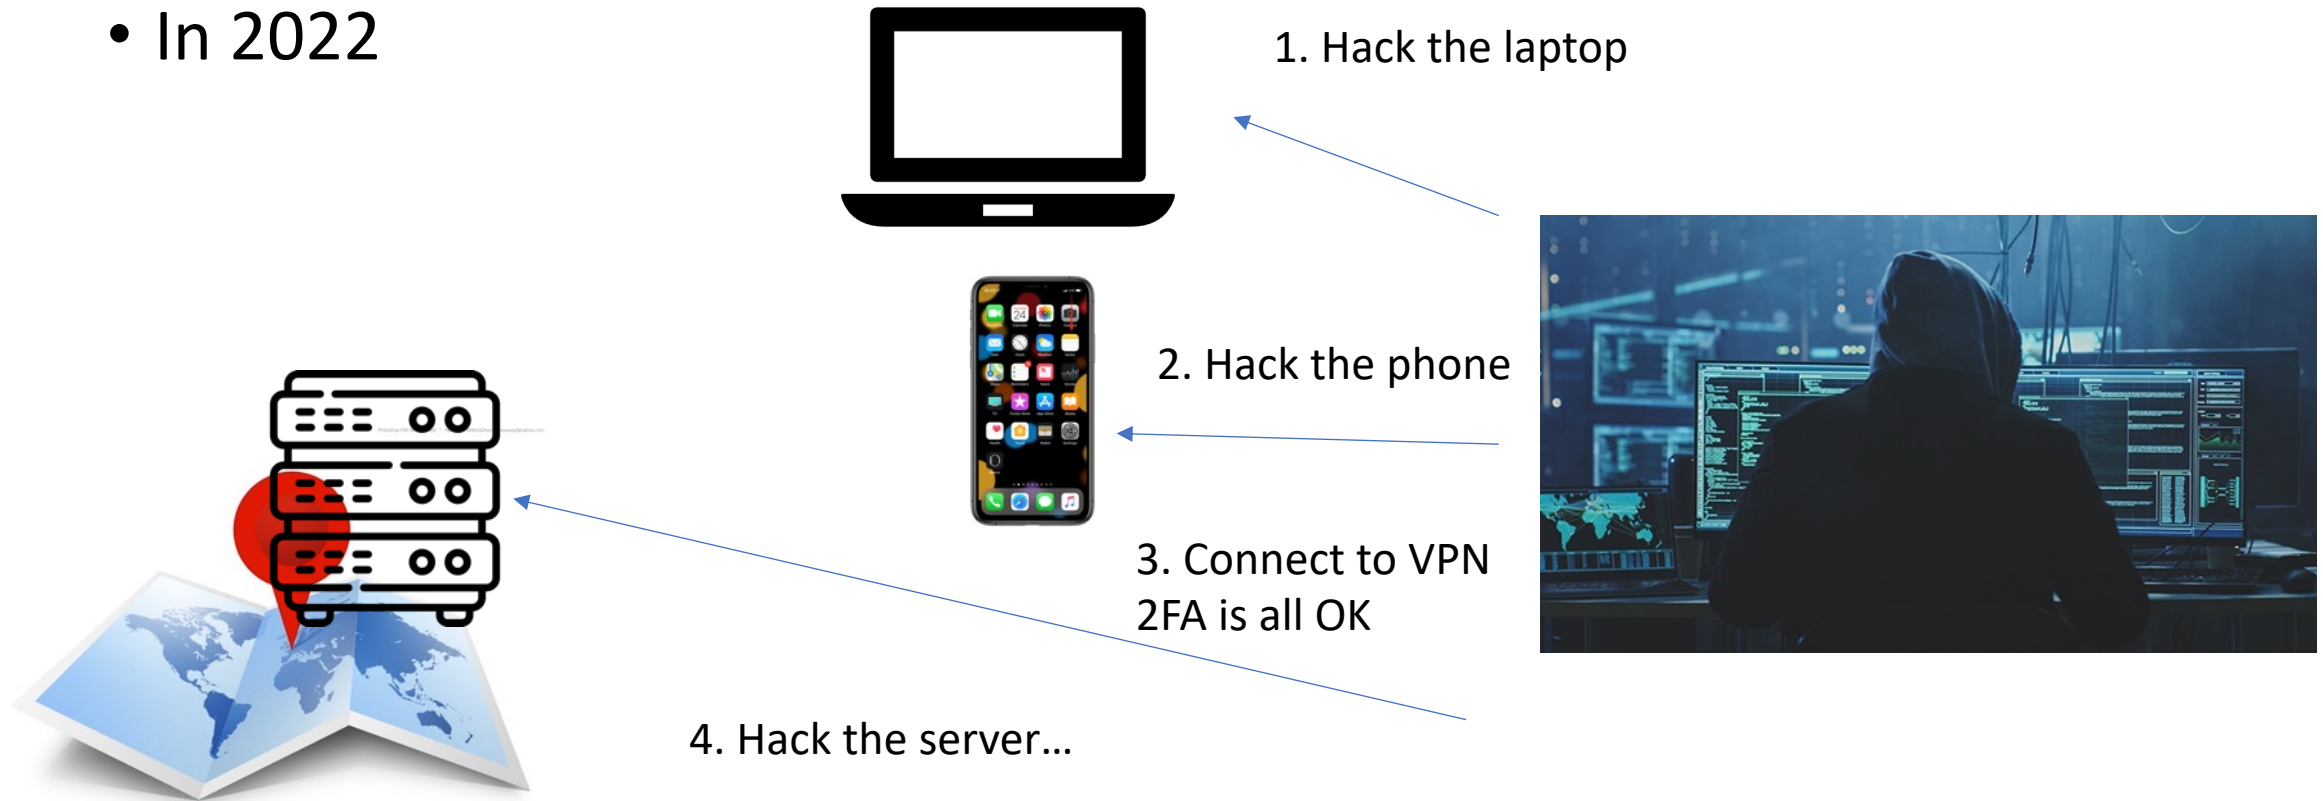 • In 2022
1. Hack the laptop
2. Hack the phone
3. Connect to VPN
2FA is all OK
4. Hack the server...
24